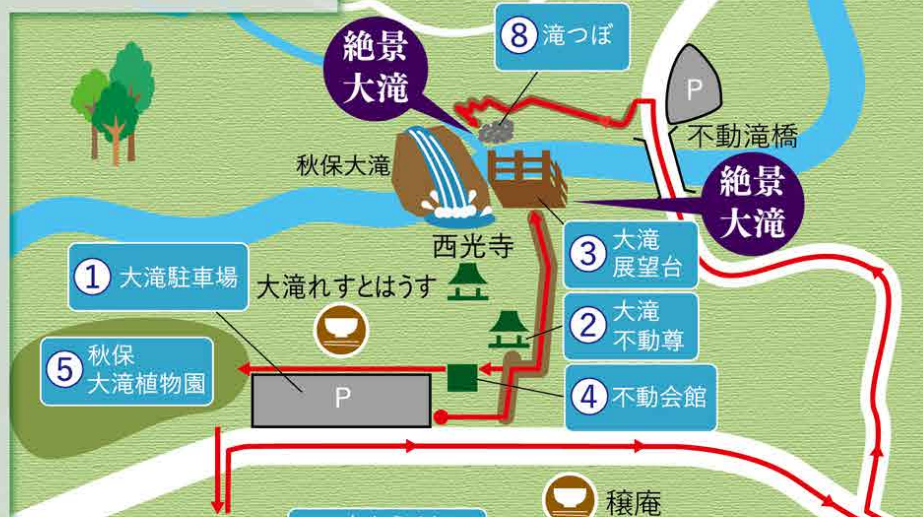 ⑧ 滝つぼ
絶景
大滝
P
不動滝橋
秋保大滝
絶景
大滝
西光寺
③ 大滝
展望台
① 大滝駐車場
大滝れすとはうす
② 大滝
不動尊
⑤ 秋保
大滝植物園
P
④ 不動会館
穣庵